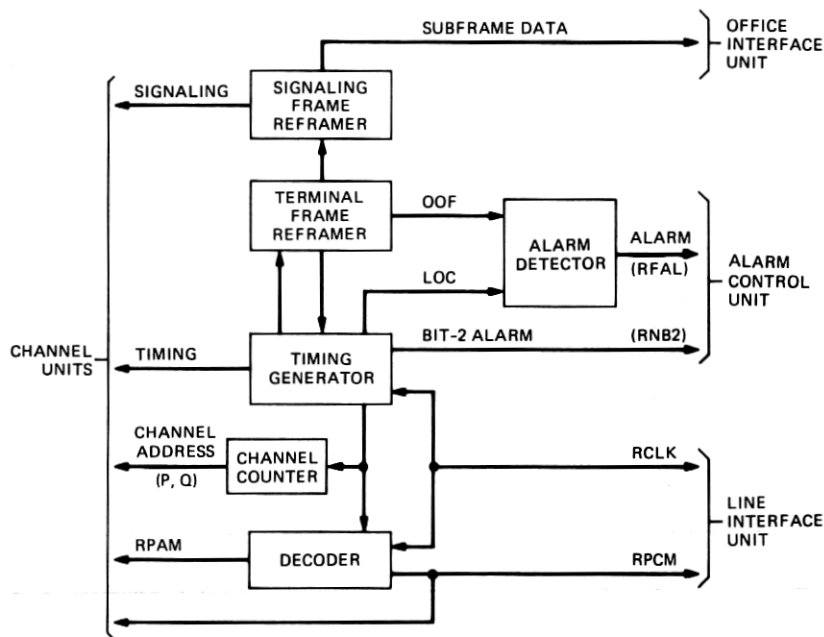 SUBFRAME DATA
OFFICE
INTERFACE
UNIT
SIGNALING
SIGNALING
FRAME
REFRAMER
TERMINAL
FRAME
REFRAMER
OOF
ALARM
DETECTOR
ALARM
(RFAL)
ALARM
CONTROL
UNIT
LOC
CHANNEL
UNITS
TIMING
TIMING
GENERATOR
BIT-2 ALARM
(RNB2)
CHANNEL
ADDRESS
(P, Q)
CHANNEL
COUNTER
RCLK
LINE
INTERFACE
UNIT
RPAM
DECODER
RPCM